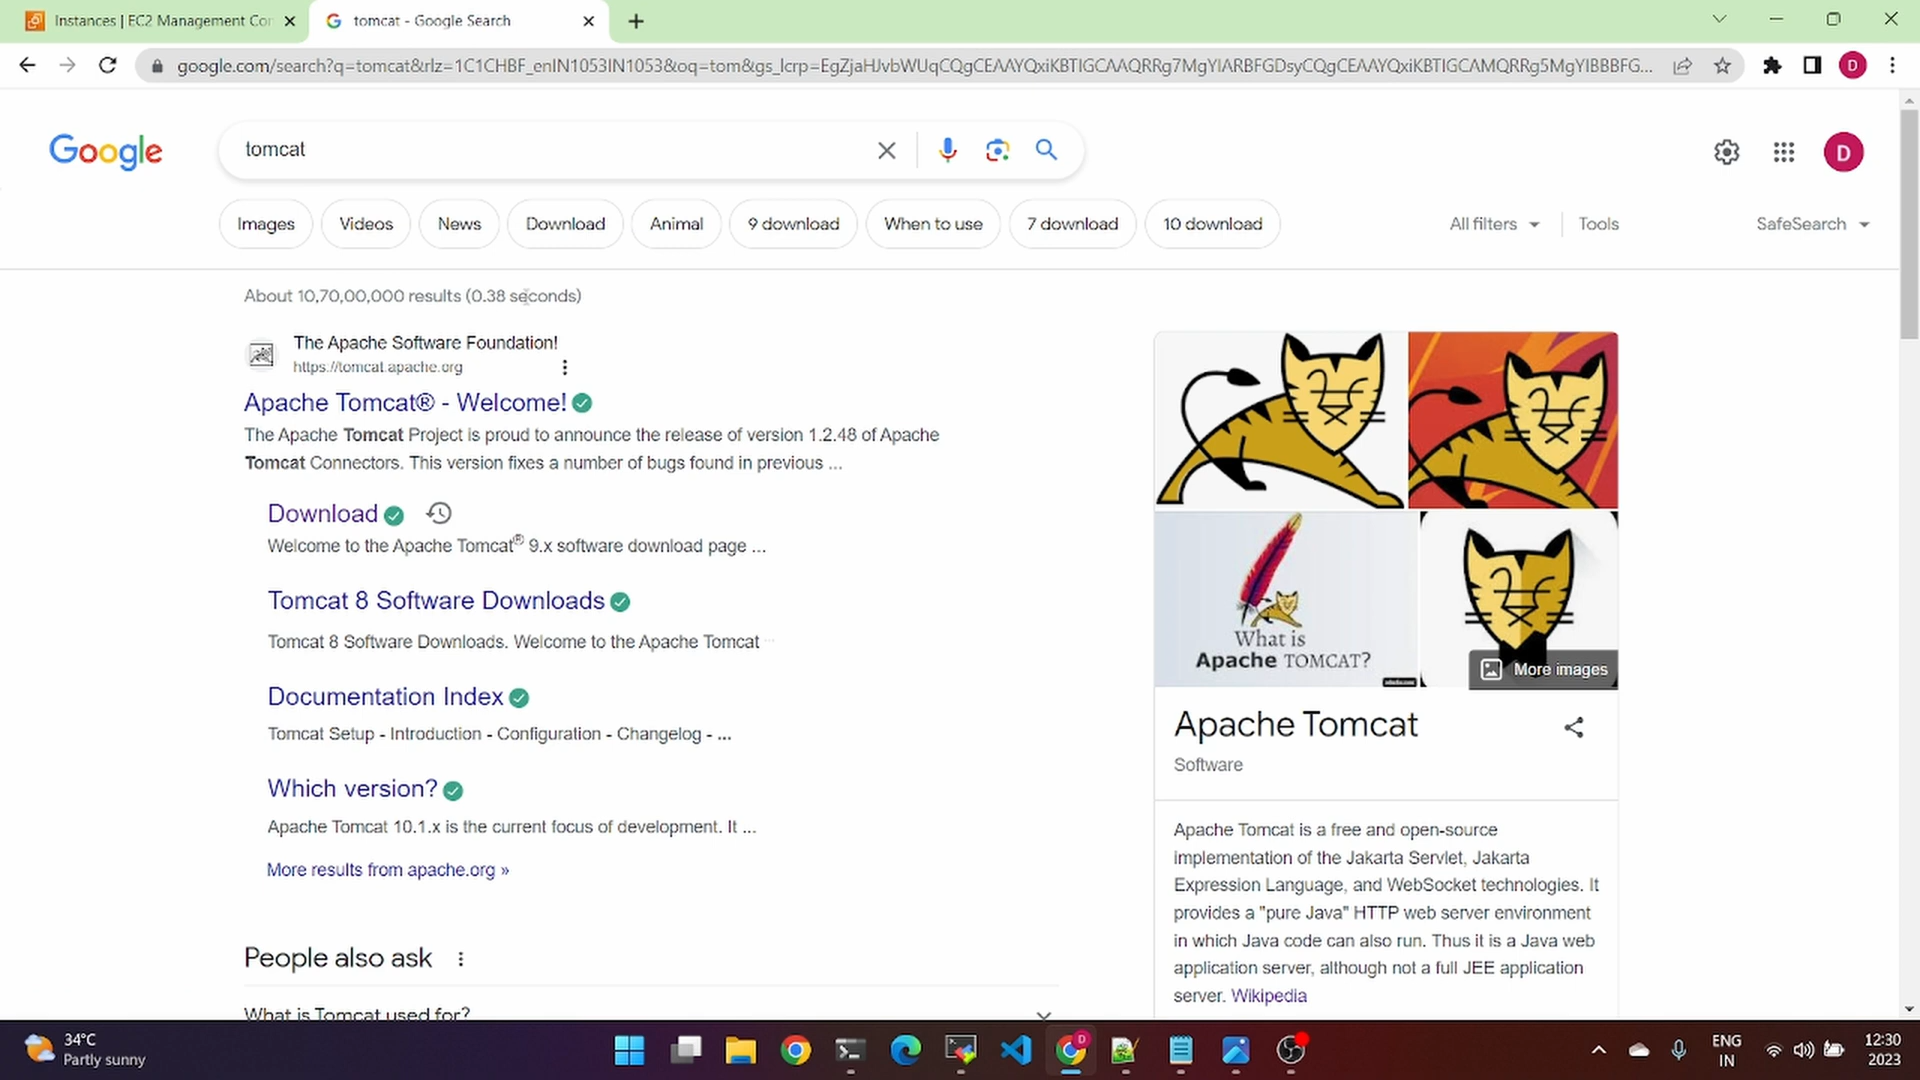 Instances | EC2 Management Con
tomcat - Google Search
google.com/search?q=tomcat&rlz=1C1CHBF_enIN1053IN1053&oq=tom&gs_lcrp=EgZjaHJvbWUqCQgCEAAYQxiKBTIGCAAQRRg7MgYIARBFGDsyCQgCEAAYQxiKBTIGCAMQRRg5MgYIBBBFG...
D
Google
tomcat
D
Images
Videos
News
Download
Animal
9 download
When to use
7 download
10 download
All filters
Tools
SafeSearch
About 10,70,00,000 results (0.38 seconds)
The Apache Software Foundation!
https://tomcat.apache.org
Apache Tomcat® - Welcome!
The Apache Tomcat Project is proud to announce the release of version 1.2.48 of Apache
Tomcat Connectors. This version fixes a number of bugs found in previous ...
Download
Welcome to the Apache Tomcat® 9.x software download page ...
Tomcat 8 Software Downloads
Tomcat 8 Software Downloads. Welcome to the Apache Tomcat ...
Documentation Index
Tomcat Setup - Introduction - Configuration - Changelog - ...
Which version?
Apache Tomcat 10.1.x is the current focus of development. It ...
More results from apache.org »
People also ask
What is Tomcat used for?
What is
Apache TOMCAT?
More images
Apache Tomcat
Software
Apache Tomcat is a free and open-source
implementation of the Jakarta Servlet, Jakarta
Expression Language, and WebSocket technologies. It
provides a "pure Java" HTTP web server environment
in which Java code can also run. Thus it is a Java web
application server, although not a full JEE application
server. Wikipedia
34°C
Partly sunny
D
ENG
IN
12:30
2023